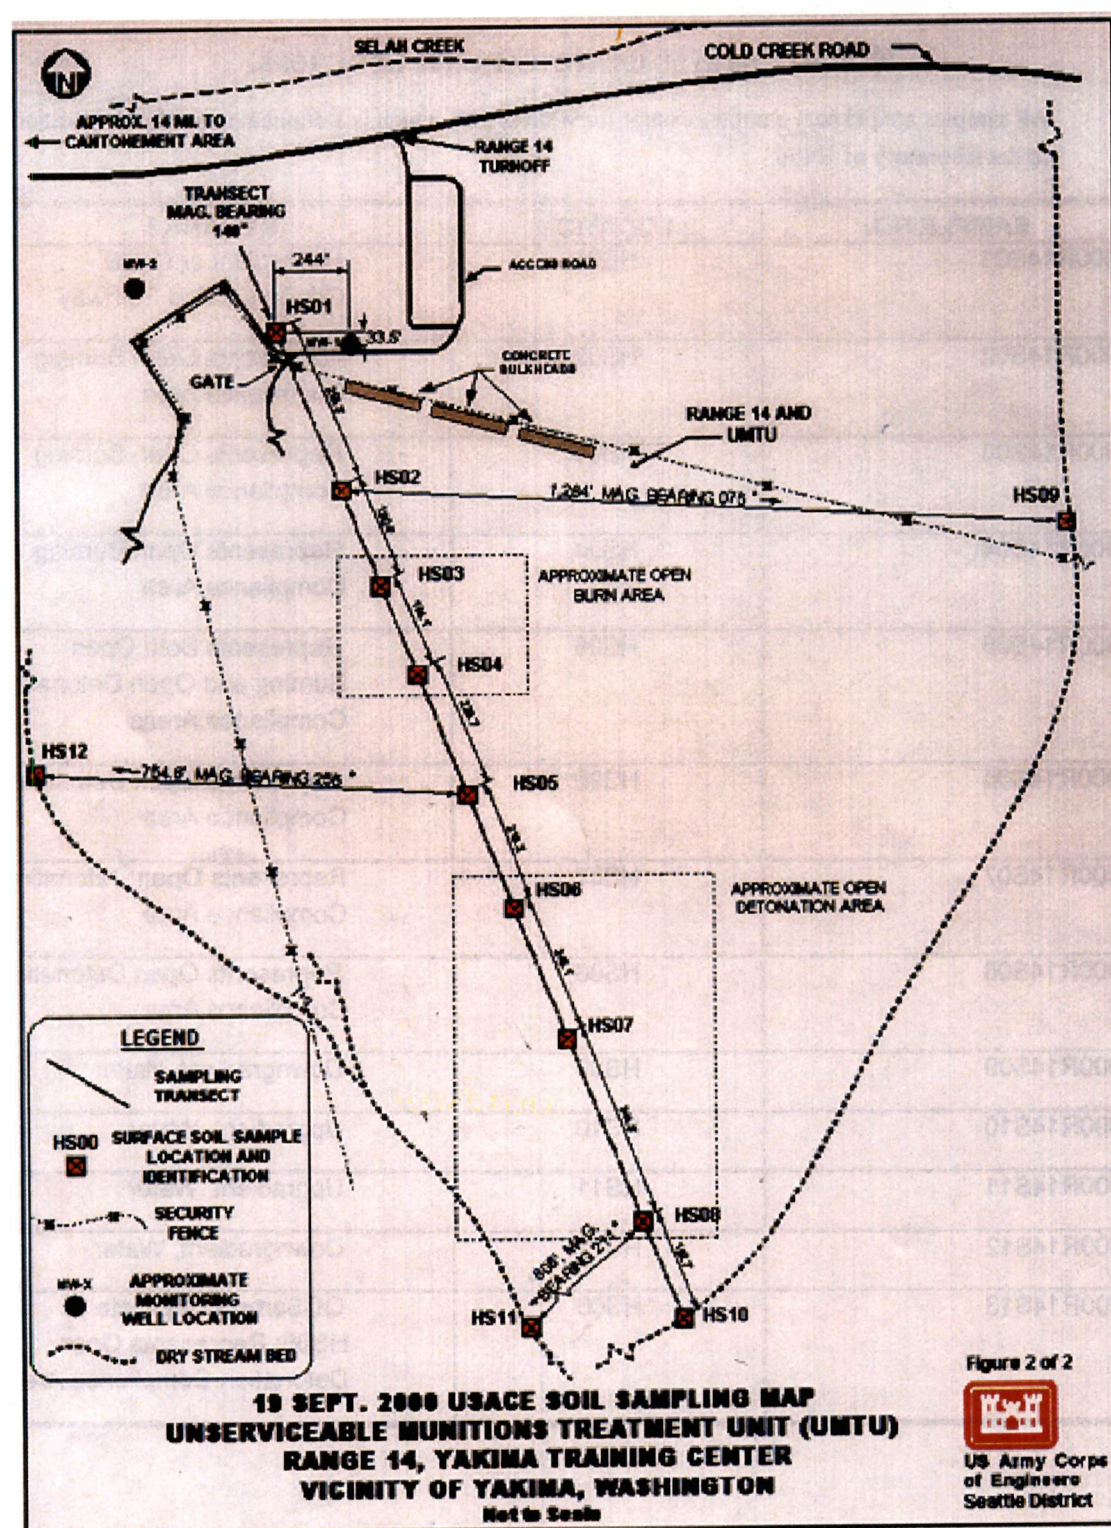 SELAH CREEK
COLD CREEK ROAD
N
APPROX. 14 MI. TO
CANTONEMENT AREA
RANGE 14
TURNOFF
TRANSECT
MAG. BEARING
244'
MW-2
ACCESS ROAD
HS01
33.5'
GATE
CONCRETE
BULKHEADS
RANGE 14 AND
UMTU
HS02
1,284' MAG. BEARING 075 °
HS09
HS03
APPROXIMATE OPEN
BURN AREA
HS04
HS12
754.6', MAG. BEARING 255 °
HS05
HS06
APPROXIMATE OPEN
DETONATION AREA
HS07
HS08
MAG.
BEARING
HS11
HS10
LEGEND
SAMPLING
TRANSECT
HS00
SURFACE SOIL SAMPLE
LOCATION AND
IDENTIFICATION
SECURITY
FENCE
MW-X
APPROXIMATE
MONITORING
WELL LOCATION
DRY STREAM BED
Figure 2 of 2
19 SEPT. 2000 USACE SOIL SAMPLING MAP
UNSERVICEABLE MUNITIONS TREATMENT UNIT (UMTU)
RANGE 14, YAKIMA TRAINING CENTER
VICINITY OF YAKIMA, WASHINGTON
Not to Scale
US Army Corps
of Engineers
Seattle District